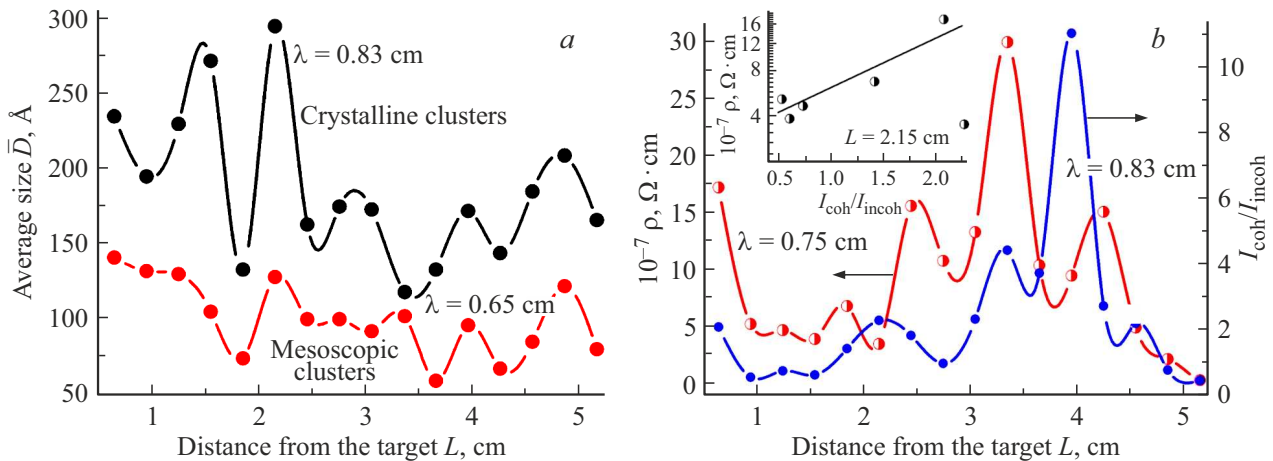 300
250
200
150
100
50
Average size D̅, Å
a
λ = 0.83 cm
Crystalline clusters
λ = 0.65 cm
Mesoscopic
clusters
1 2 3 4 5
Distance from the target L, cm
30
25
20
15
10
5
0
10⁻⁷ ρ, Ω · cm
16
8
4
10⁻⁷ ρ, Ω · cm
L = 2.15 cm
0.5 1.0 1.5 2.0
I_coh/I_incoh
b
λ = 0.83 cm
λ = 0.75 cm
10
8
6
4
2
0
I_coh/I_incoh
1 2 3 4 5
Distance from the target L, cm